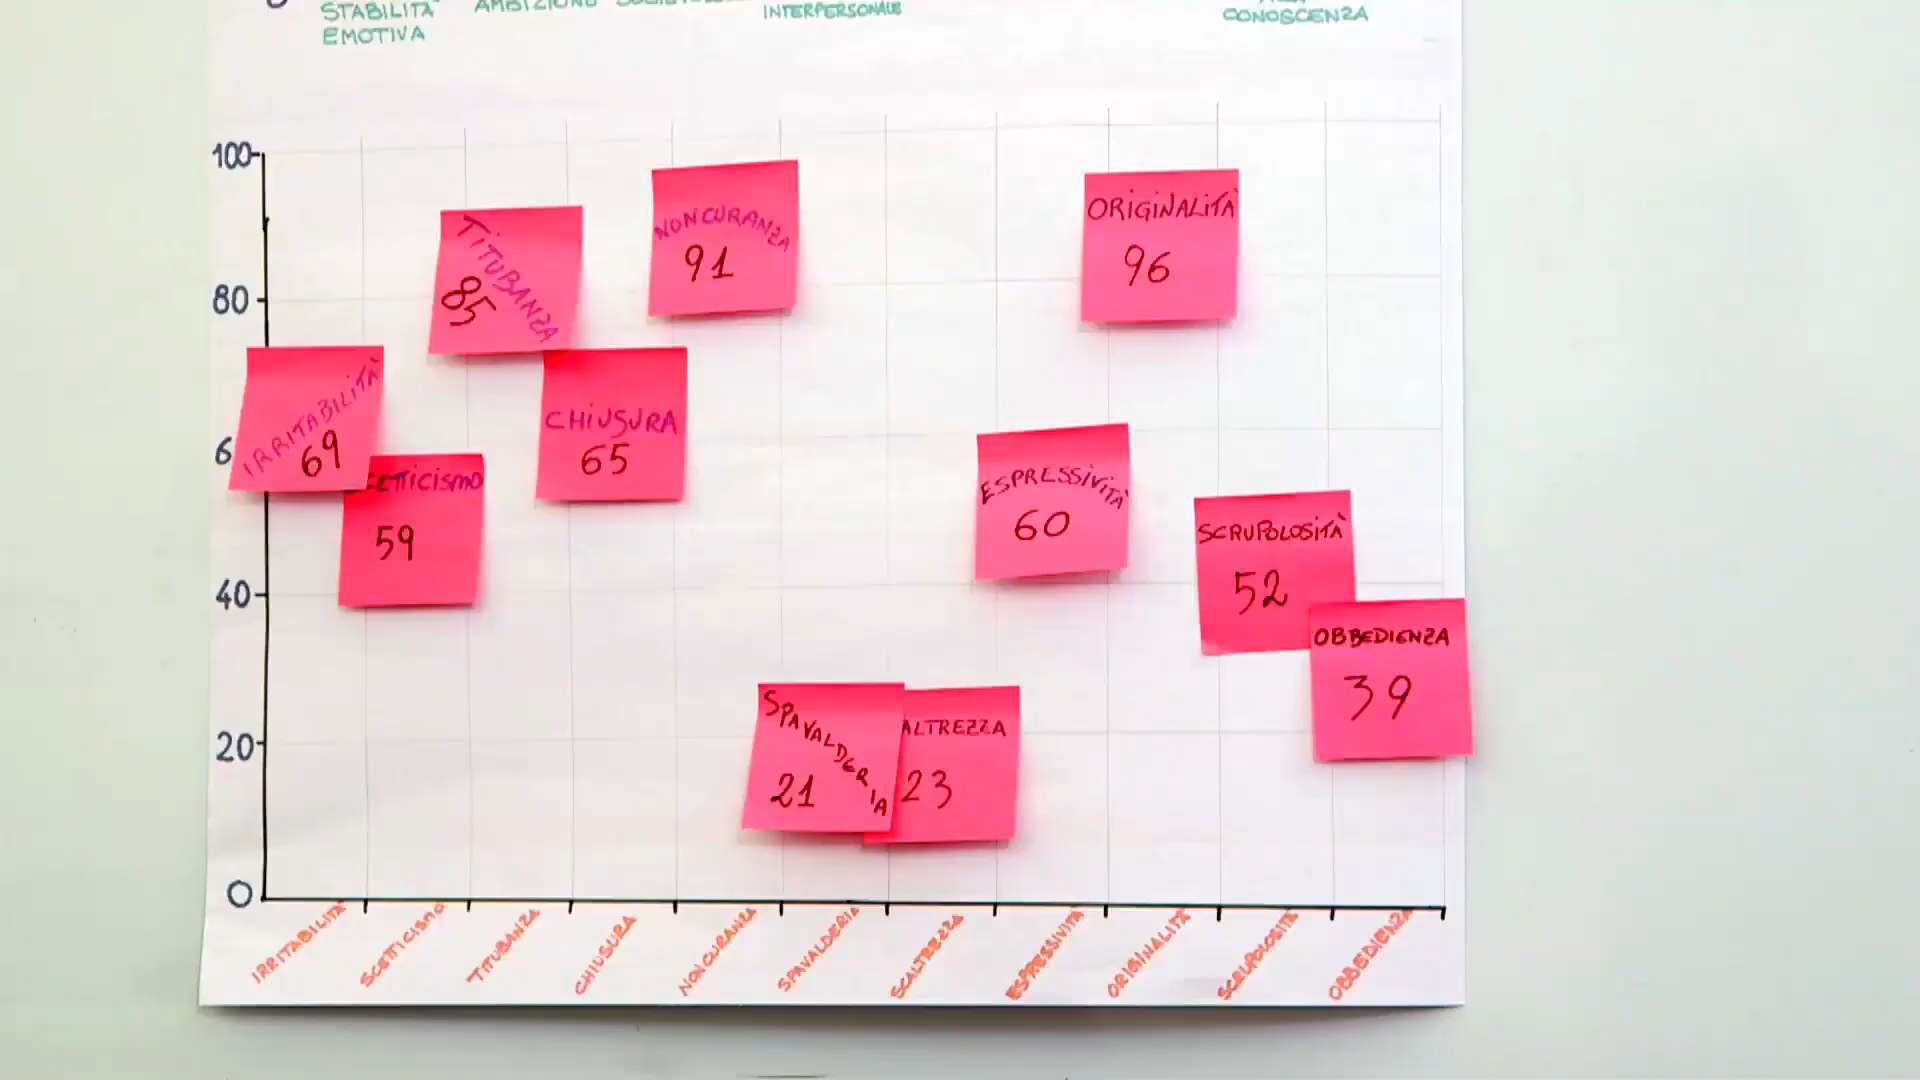 STABILITÀ
EMOTIVA
INTERPERSONALE
CONOSCENZA
100
80
40
20
0
IRRITABILITÀ
69
59
TITUBANZA
85
CHIUSURA
65
NONCURANZA
91
SPAVALDERIA
21
ALTREZZA
23
ESPRESSIVITÀ
60
ORIGINALITÀ
96
SCRUPOLOSITÀ
52
OBBEDIENZA
39
IRRITABILITÀ
SCETTICISMO
TITUBANZA
CHIUSURA
NONCURANZA
SPAVALDERIA
SCALTREZZA
ESPRESSIVITÀ
ORIGINALITÀ
SCRUPOLOSITÀ
OBBEDIENZA